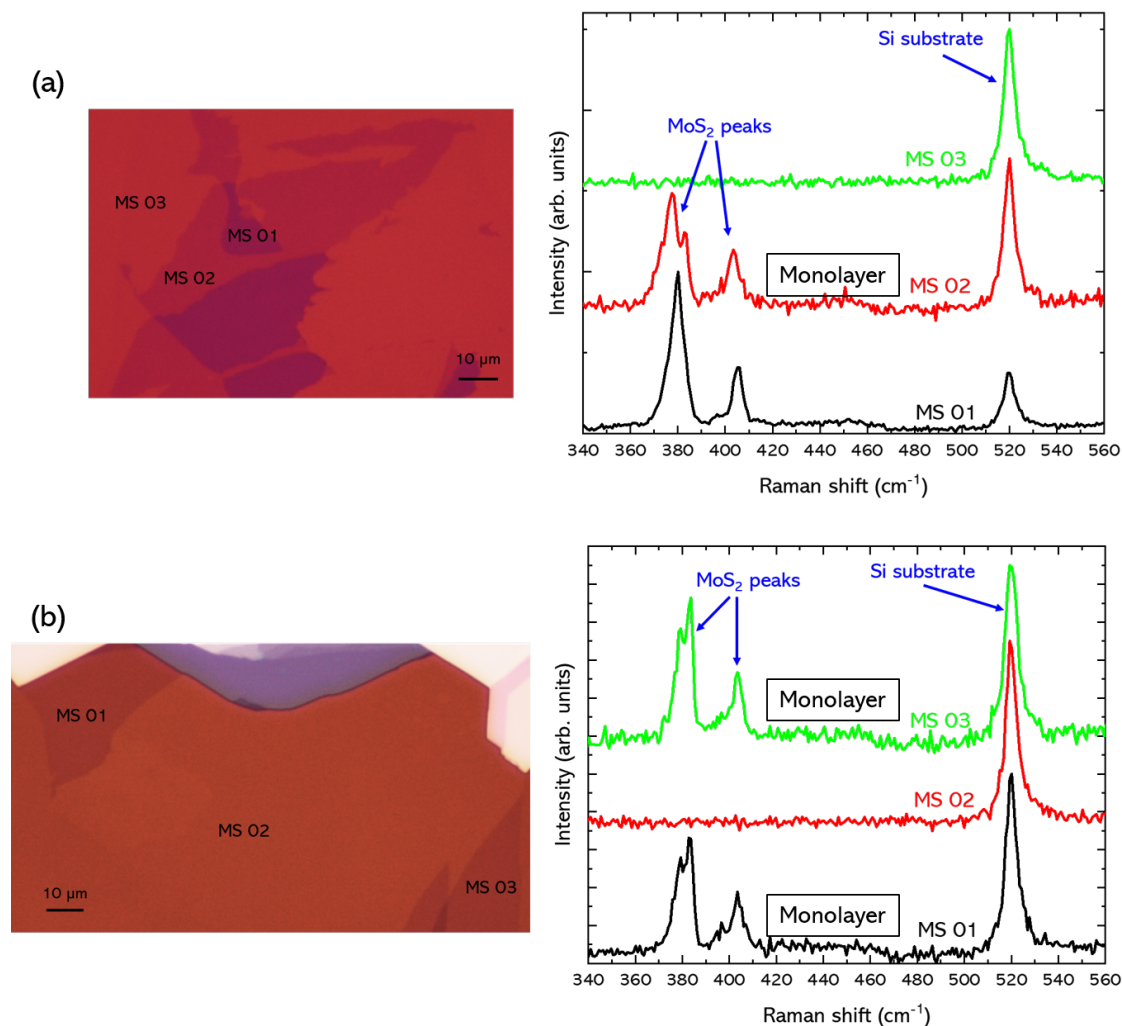 (a)
MS 03
MS 01
MS 02
10 µm
Si substrate
MoS₂ peaks
MS 03
Monolayer
MS 02
MS 01
Intensity (arb. units)
340 360 380 400 420 440 460 480 500 520 540 560
Raman shift (cm⁻¹)
(b)
MS 01
MS 02
MS 03
10 µm
MoS₂ peaks
Si substrate
Monolayer
MS 03
MS 02
Monolayer
MS 01
Intensity (arb. units)
340 360 380 400 420 440 460 480 500 520 540 560
Raman shift (cm⁻¹)